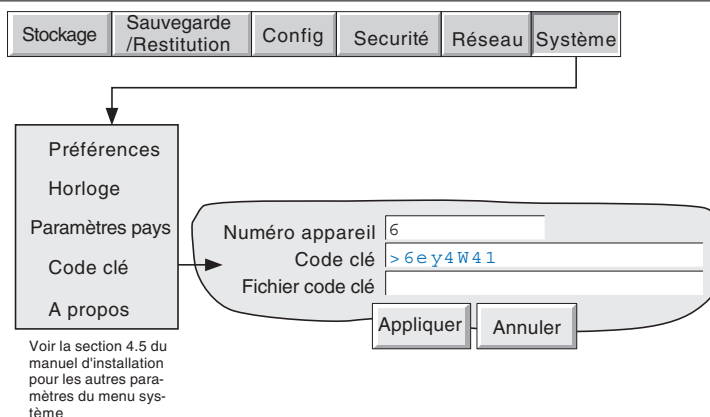 Stockage
Sauvegarde
/Restitution
Config
Securité
Réseau
Système
Préférences
Horloge
Paramètres pays
Code clé
A propos
Numéro appareil 6
Code clé >6ey4W41
Fichier code clé
Appliquer
Annuler
Voir la section 4.5 du
manuel d'installation
pour les autres para-
mètres du menu sys-
tème